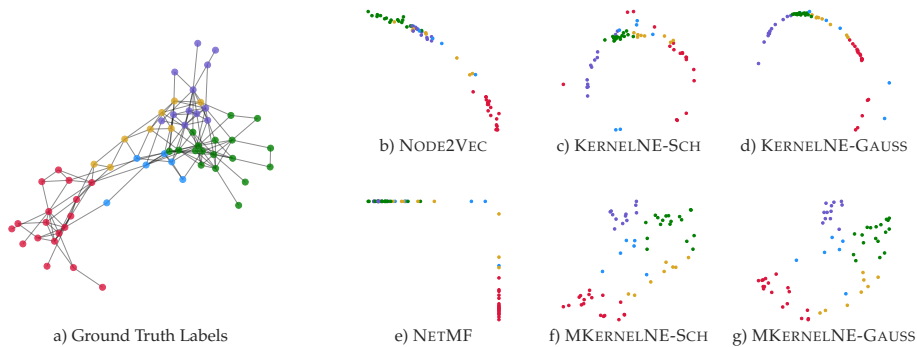 b) NODE2VEC
c) KERNELNE-SCH
d) KERNELNE-GAUSS
a) Ground Truth Labels
e) NETMF
f) MKERNELNE-SCH
g) MKERNELNE-GAUSS